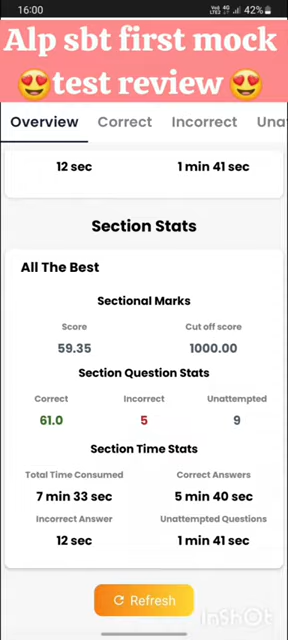 16:00
Vo) 4G LTE2 42%
Alp sbt first mock
😍test review 😍
Overview Correct Incorrect Una
12 sec 1 min 41 sec
Section Stats
All The Best
Sectional Marks
Score Cut off score
59.35 1000.00
Section Question Stats
Correct Incorrect Unattempted
61.0 5 9
Section Time Stats
Total Time Consumed Correct Answers
7 min 33 sec 5 min 40 sec
Incorrect Answer Unattempted Questions
12 sec 1 min 41 sec
Refresh
InShOt